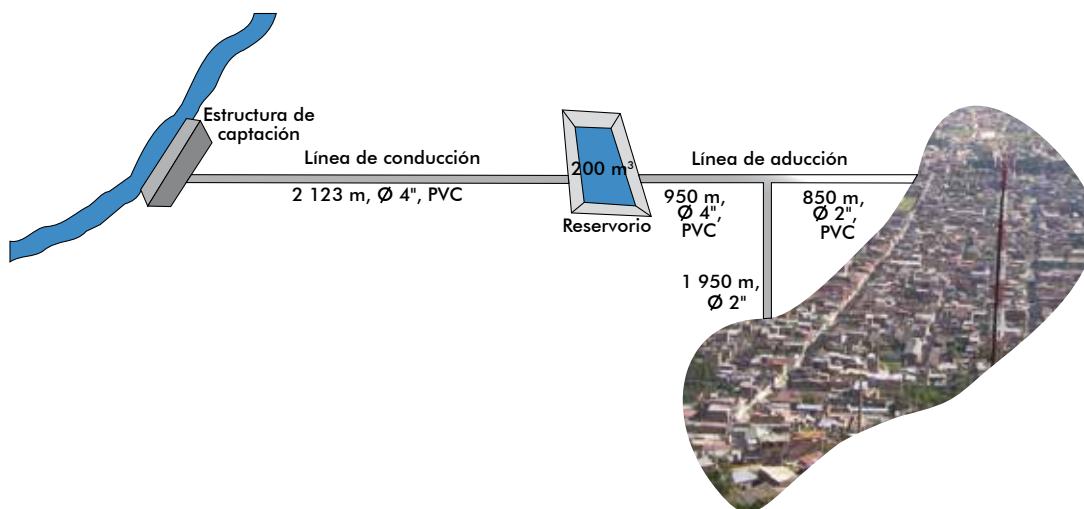 Estructura de
captación
Línea de conducción
2 123 m, Ø 4", PVC
200 m³
Reservorio
Línea de aducción
950 m,
Ø 4",
PVC
850 m,
Ø 2",
PVC
1 950 m,
Ø 2"